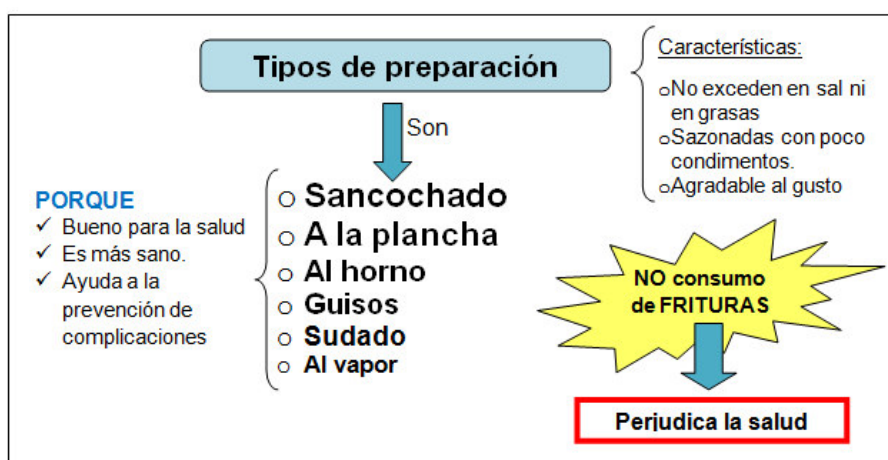 Tipos de preparación
Características:
o No exceden en sal ni
en grasas
o Sazonadas con poco
condimentos.
o Agradable al gusto
Son
PORQUE
✓ Bueno para la salud
✓ Es más sano.
✓ Ayuda a la
prevención de
complicaciones
o Sancochado
o A la plancha
o Al horno
o Guisos
o Sudado
o Al vapor
NO consumo
de FRITURAS
Perjudica la salud